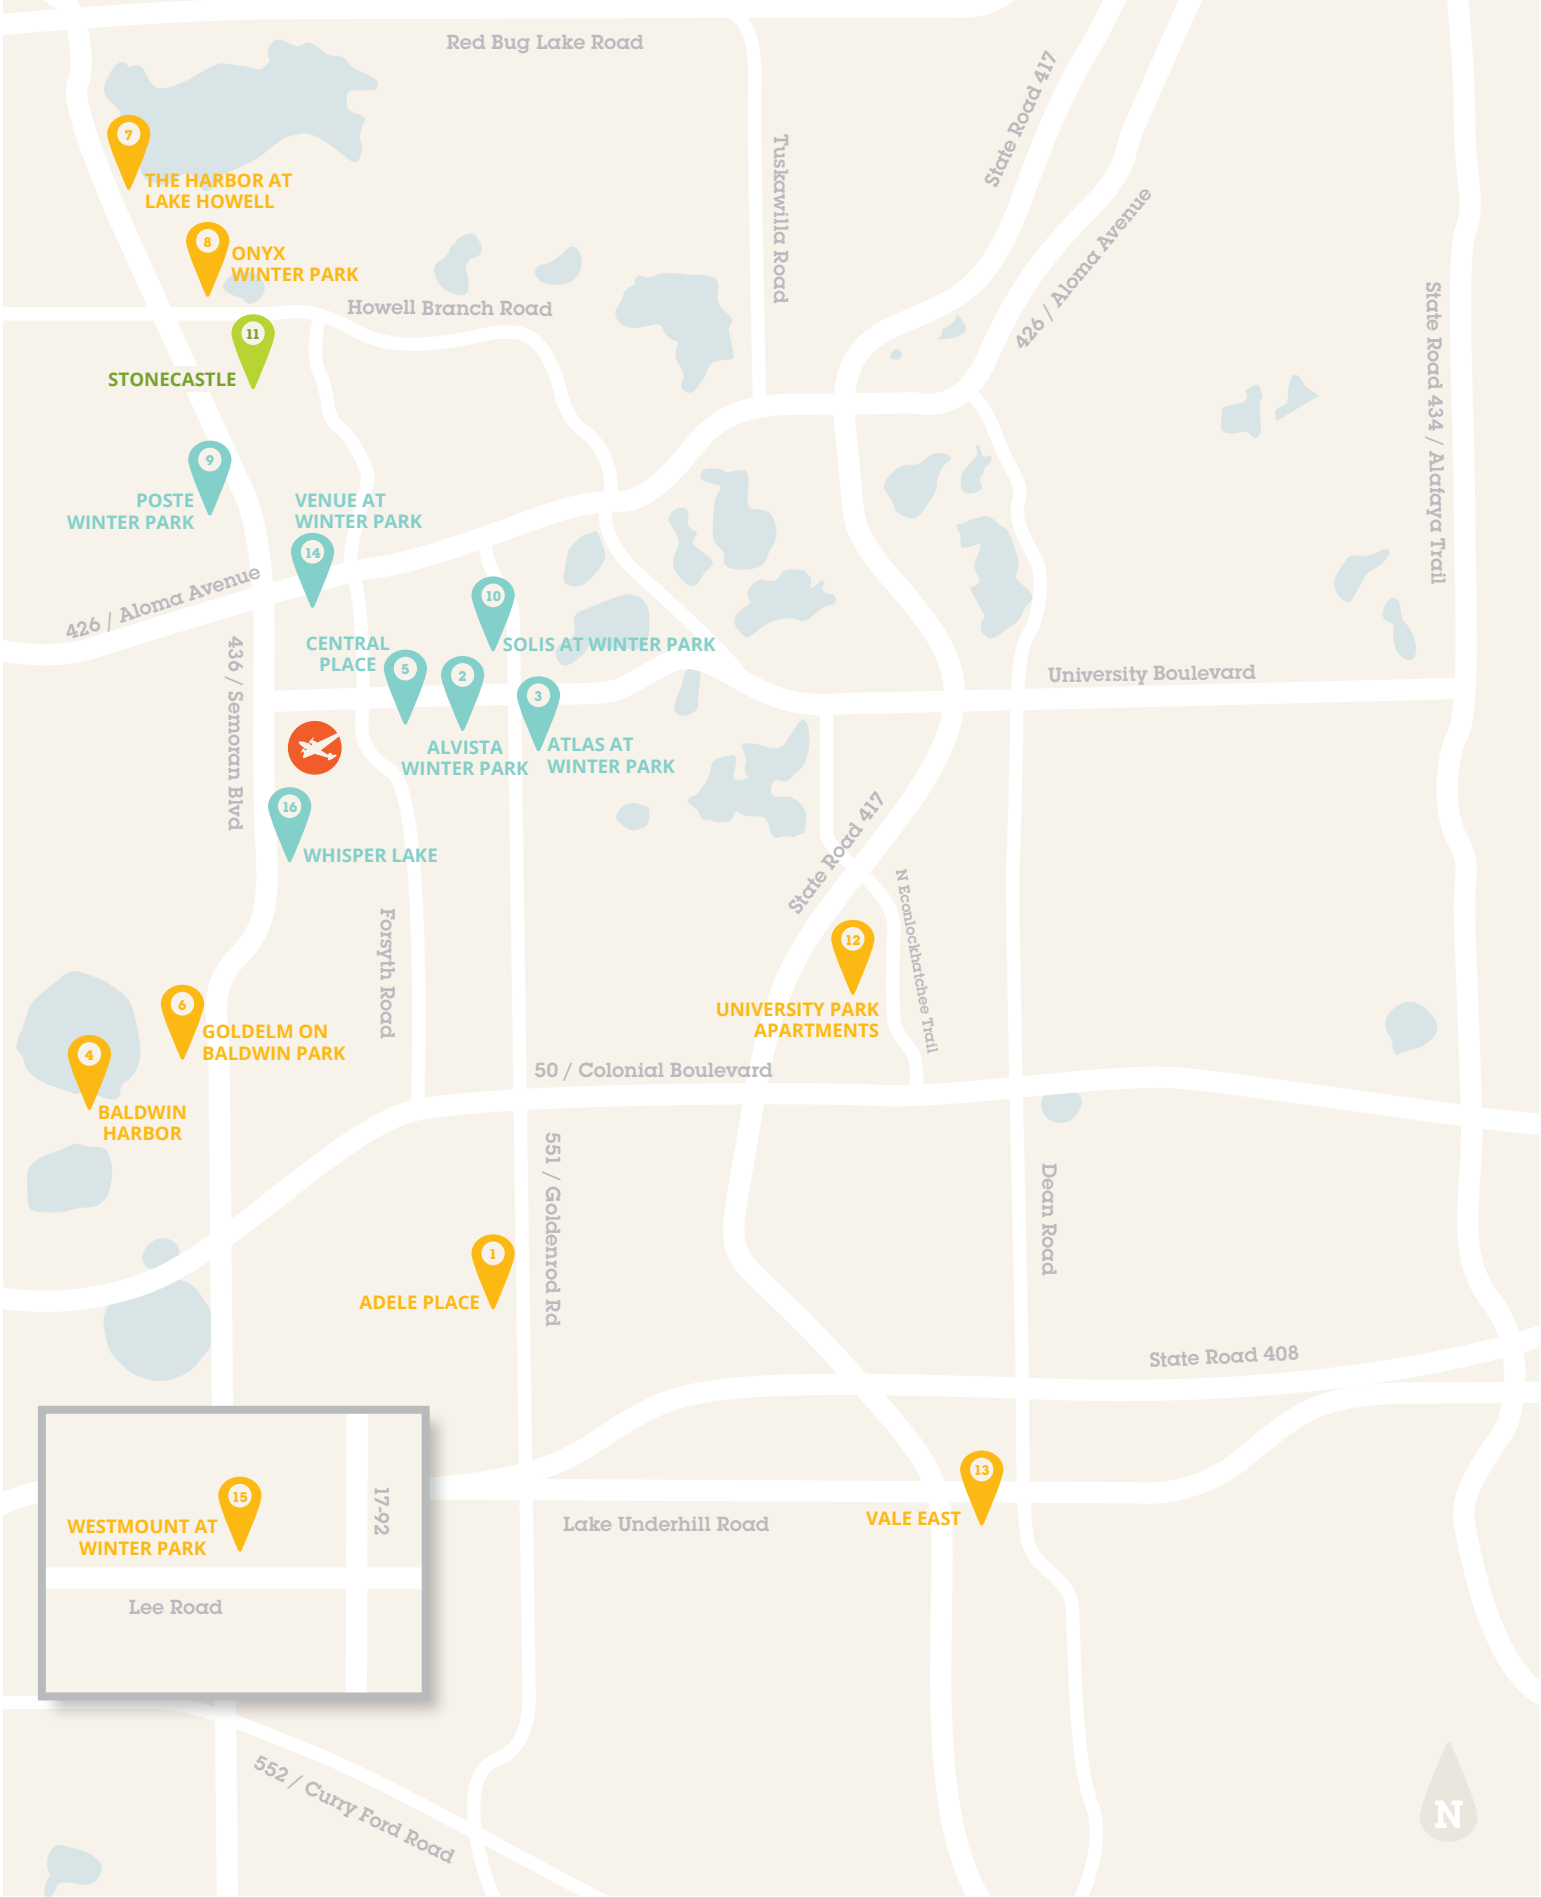 Red Bug Lake Road
State Road 417
Tuskawilla Road
7
THE HARBOR AT
LAKE HOWELL
426 / Aloma Avenue
8
ONYX
WINTER PARK
Howell Branch Road
State Road 434 / Alafaya Trail
11
STONECASTLE
9
POSTE
WINTER PARK
VENUE AT
WINTER PARK
14
426 / Aloma Avenue
10
SOLIS AT WINTER PARK
CENTRAL
PLACE
5
2
3
436 / Semoran Blvd
University Boulevard
ALVISTA
WINTER PARK
ATLAS AT
WINTER PARK
16
WHISPER LAKE
State Road 417
N Econlockhatchee Trail
Forsyth Road
12
UNIVERSITY PARK
APARTMENTS
6
GOLDELM ON
BALDWIN PARK
4
BALDWIN
HARBOR
50 / Colonial Boulevard
551 / Goldenrod Rd
Dean Road
1
ADELE PLACE
State Road 408
13
VALE EAST
Lake Underhill Road
15
WESTMOUNT AT
WINTER PARK
17-92
Lee Road
552 / Curry Ford Road
N